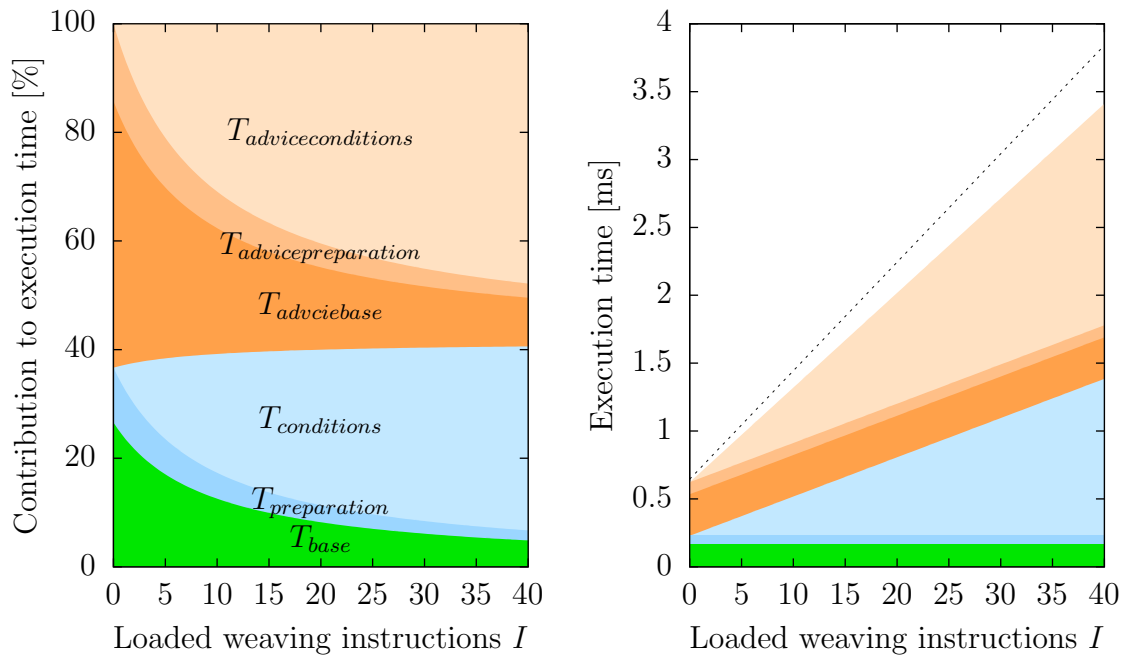 Contribution to execution time [%]
100
80
60
40
20
0
T_adviceconditions
T_advicepreparation
T_advciebase
T_conditions
T_preparation
T_base
0 5 10 15 20 25 30 35 40
Loaded weaving instructions I
Execution time [ms]
4
3.5
3
2.5
2
1.5
1
0.5
0
0 5 10 15 20 25 30 35 40
Loaded weaving instructions I